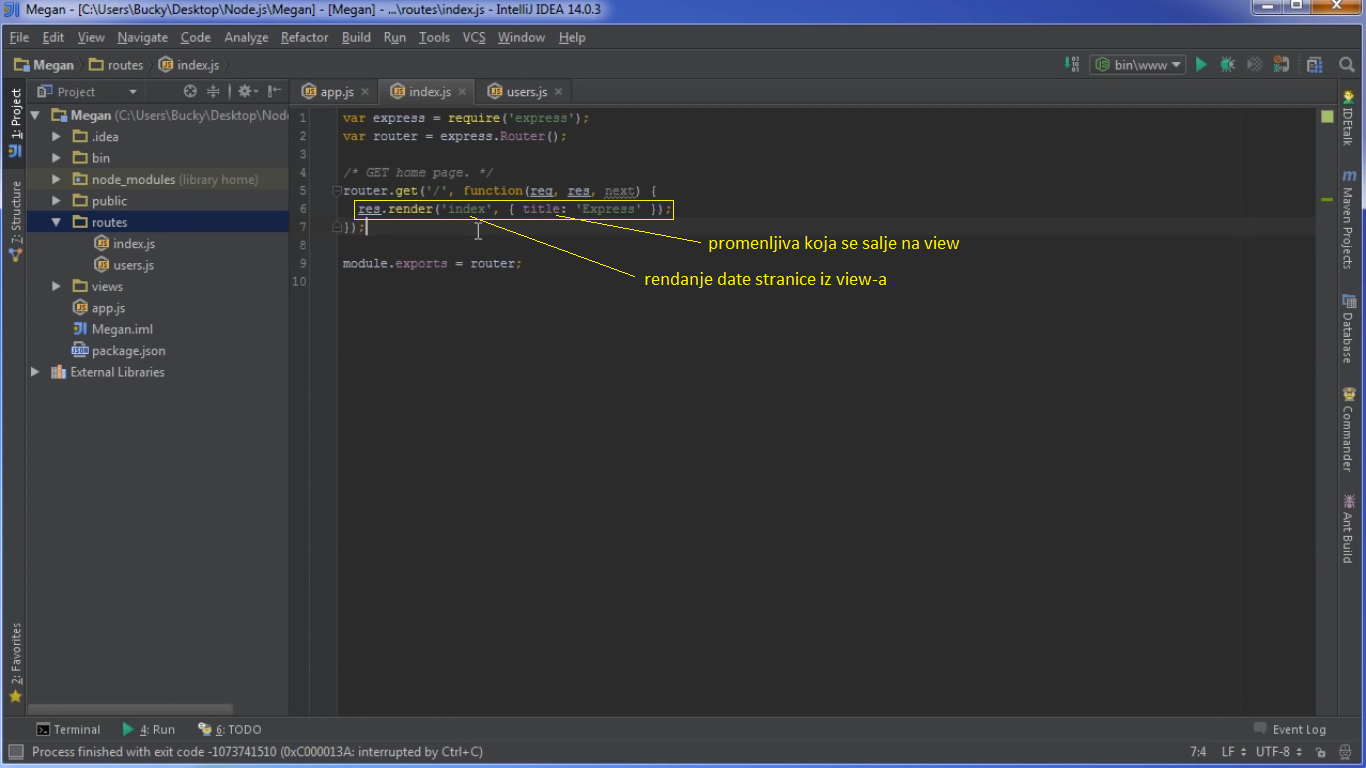 Megan - [C:\Users\Bucky\Desktop\Node.js\Megan] - [Megan] - ...\routes\index.js - IntelliJ IDEA 14.0.3
File Edit View Navigate Code Analyze Refactor Build Run Tools VCS Window Help
Megan routes index.js bin\www
Project app.js index.js users.js
1: Project
7: Structure
2: Favorites
Megan (C:\Users\Bucky\Desktop\Node
.idea
bin
node_modules (library home)
public
routes
index.js
users.js
views
app.js
Megan.iml
package.json
External Libraries
1 var express = require('express');
2 var router = express.Router();
3
4 /* GET home page. */
5 router.get('/', function(req, res, next) {
6 res.render('index', { title: 'Express' });
7 });
8
9 module.exports = router;
10
promenljiva koja se salje na view
rendanje date stranice iz view-a
IDEtalk
Maven Projects
Database
Commander
Ant Build
Terminal 4: Run 6: TODO Event Log
Process finished with exit code -1073741510 (0xC000013A: interrupted by Ctrl+C) 7:4 LF UTF-8